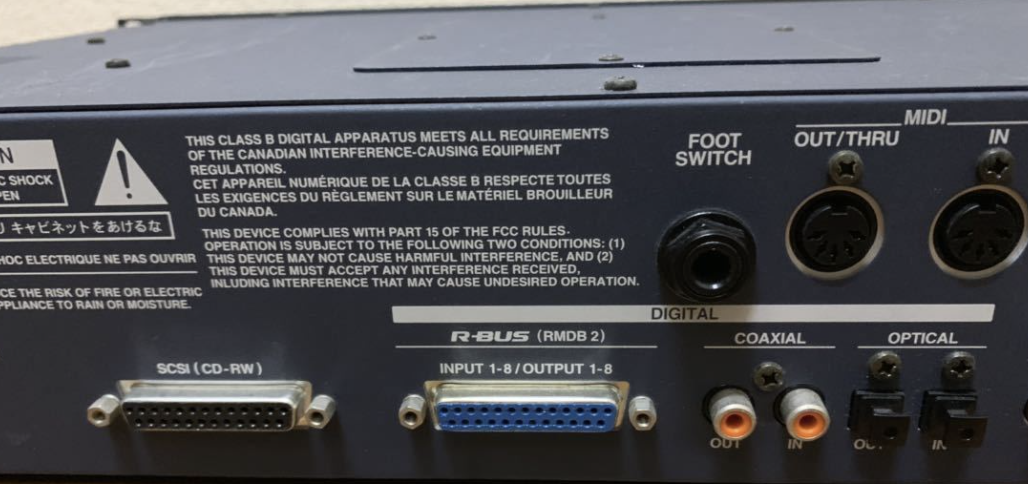 N
C SHOCK
PEN
リ キャビネットをあけるな
HOC ELECTRIQUE NE PAS OUVRIR
CE THE RISK OF FIRE OR ELECTRIC
PPLIANCE TO RAIN OR MOISTURE.
THIS CLASS B DIGITAL APPARATUS MEETS ALL REQUIREMENTS
OF THE CANADIAN INTERFERENCE-CAUSING EQUIPMENT
REGULATIONS.
CET APPAREIL NUMÉRIQUE DE LA CLASSE B RESPECTE TOUTES
LES EXIGENCES DU RÈGLEMENT SUR LE MATÉRIEL BROUILLEUR
DU CANADA.
THIS DEVICE COMPLIES WITH PART 15 OF THE FCC RULES.
OPERATION IS SUBJECT TO THE FOLLOWING TWO CONDITIONS: (1)
THIS DEVICE MAY NOT CAUSE HARMFUL INTERFERENCE, AND (2)
THIS DEVICE MUST ACCEPT ANY INTERFERENCE RECEIVED,
INLUDING INTERFERENCE THAT MAY CAUSE UNDESIRED OPERATION.
FOOT
SWITCH
MIDI
OUT/THRU
IN
DIGITAL
R-BUS (RMDB 2)
COAXIAL
OPTICAL
SCSI (CD-RW)
INPUT 1-8/OUTPUT 1-8
OUT
IN
OUT
IN